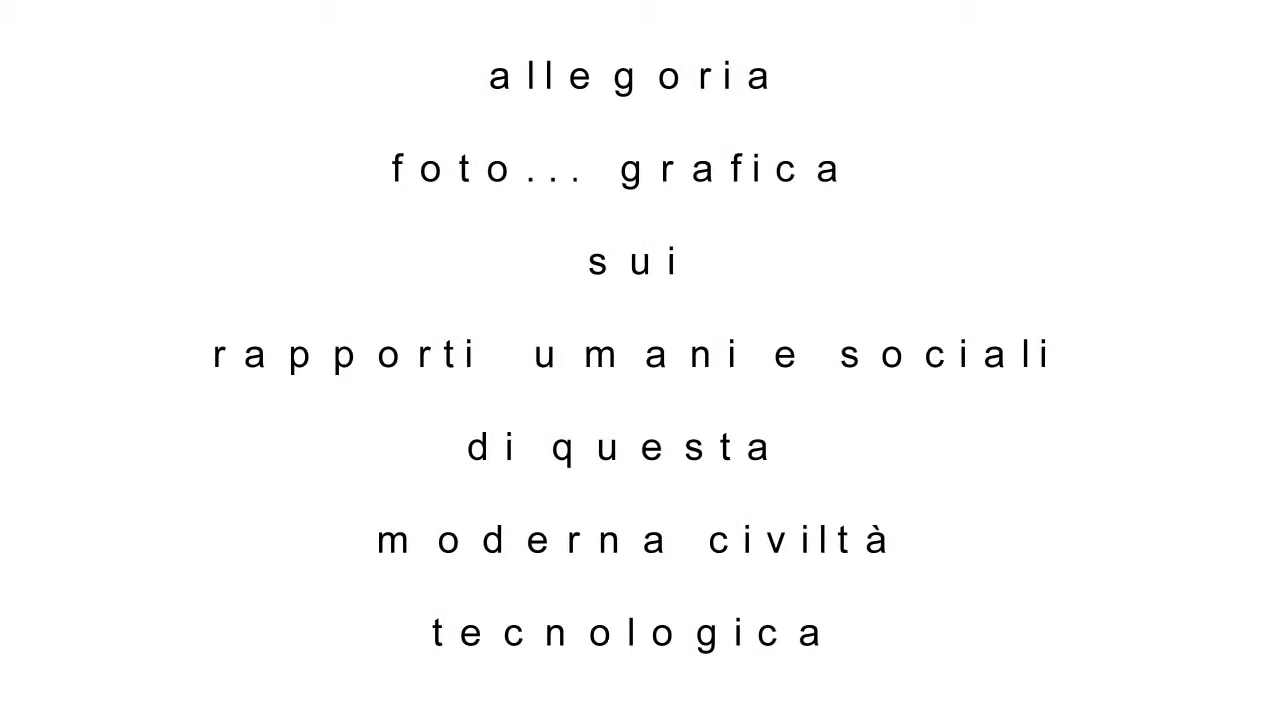 allegoria
foto... grafica
sui
rapporti umani e sociali
di questa
moderna civiltà
tecnologica